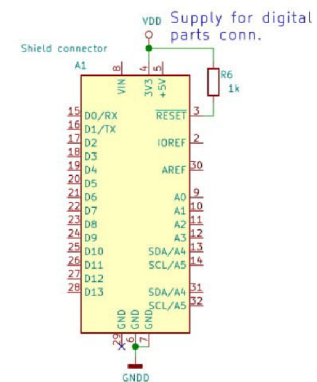 VDD Supply for digital
parts conn.
Shield connector
A1
8 4 5
VIN 3V3 +5V
R6
1k
15 D0/RX RESET 3
16 D1/TX
17 D2 IOREF 2
18 D3
19 D4 AREF 30
20 D5
21 D6 A0 9
22 D7 A1 10
23 D8 A2 11
24 D9 A3 12
25 D10 SDA/A4 13
26 D11 SCL/A5 14
27 D12
28 D13 SDA/A4 31
SCL/A5 32
GND GND GND
29 6 7
GNDD